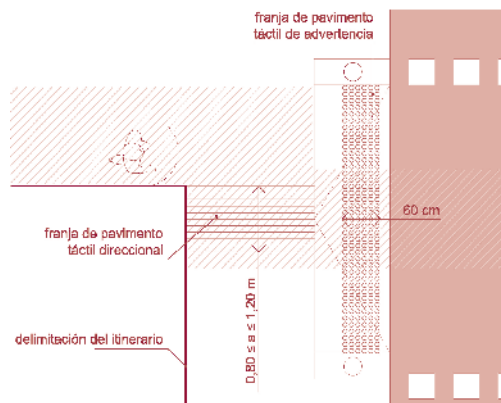 franja de pavimento
táctil de advertencia
60 cm
franja de pavimento
táctil direccional
0,80 ≤ a ≤ 1,20 m
delimitación del itinerario